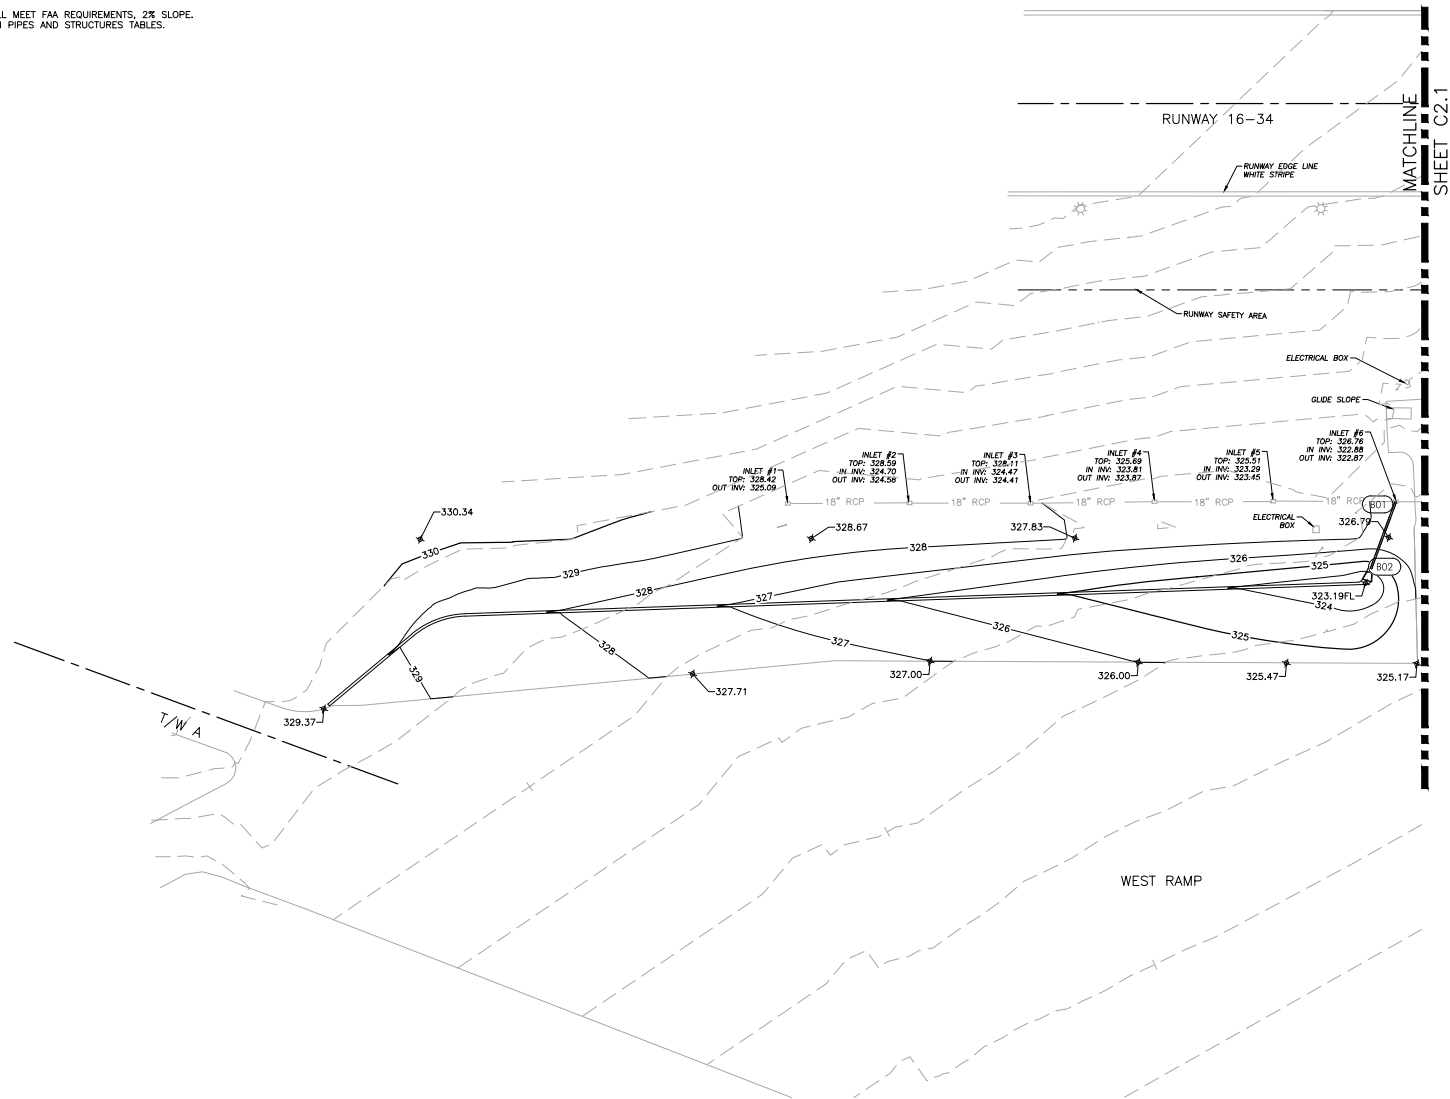 MEET FAA REQUIREMENTS, 2% SLOPE.
PIPES AND STRUCTURES TABLES.
RUNWAY 16-34
MATCHLINE
SHEET C2.1
RUNWAY EDGE LINE
WHITE STRIPE
RUNWAY SAFETY AREA
ELECTRICAL BOX
GLIDE SLOPE
INLET #1
TOP: 328.42
OUT INV: 325.09
INLET #2
TOP: 328.59
IN INV: 324.70
OUT INV: 324.58
INLET #3
TOP: 328.11
IN INV: 324.47
OUT INV: 324.41
INLET #4
TOP: 325.69
IN INV: 323.81
OUT INV: 323.87
INLET #5
TOP: 325.51
IN INV: 323.29
OUT INV: 323.45
INLET #6
TOP: 326.76
IN INV: 322.88
OUT INV: 322.87
18" RCP
18" RCP
18" RCP
18" RCP
18" RCP
B01
ELECTRICAL
BOX
330.34
328.67
327.83
326.79
330
329
328
328
327
326
325
B02
323.19FL
324
329
328
327
326
325
327.71
327.00
326.00
325.47
325.17
329.37
T/W A
WEST RAMP